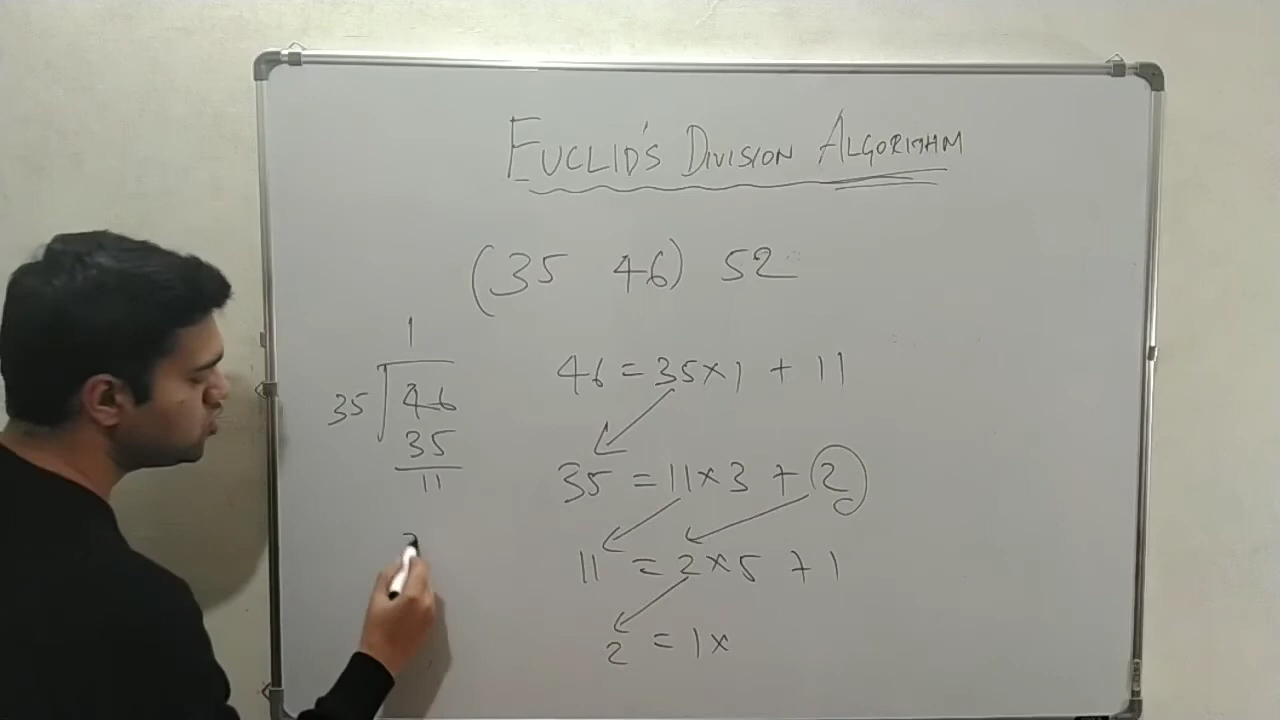 EUCLID'S DIVISION ALGORITHM
(35 46) 52
1
35 46
35
11
46 = 35 × 1 + 11
35 = 11 × 3 + 2
11 = 2 × 5 + 1
2 = 1 ×